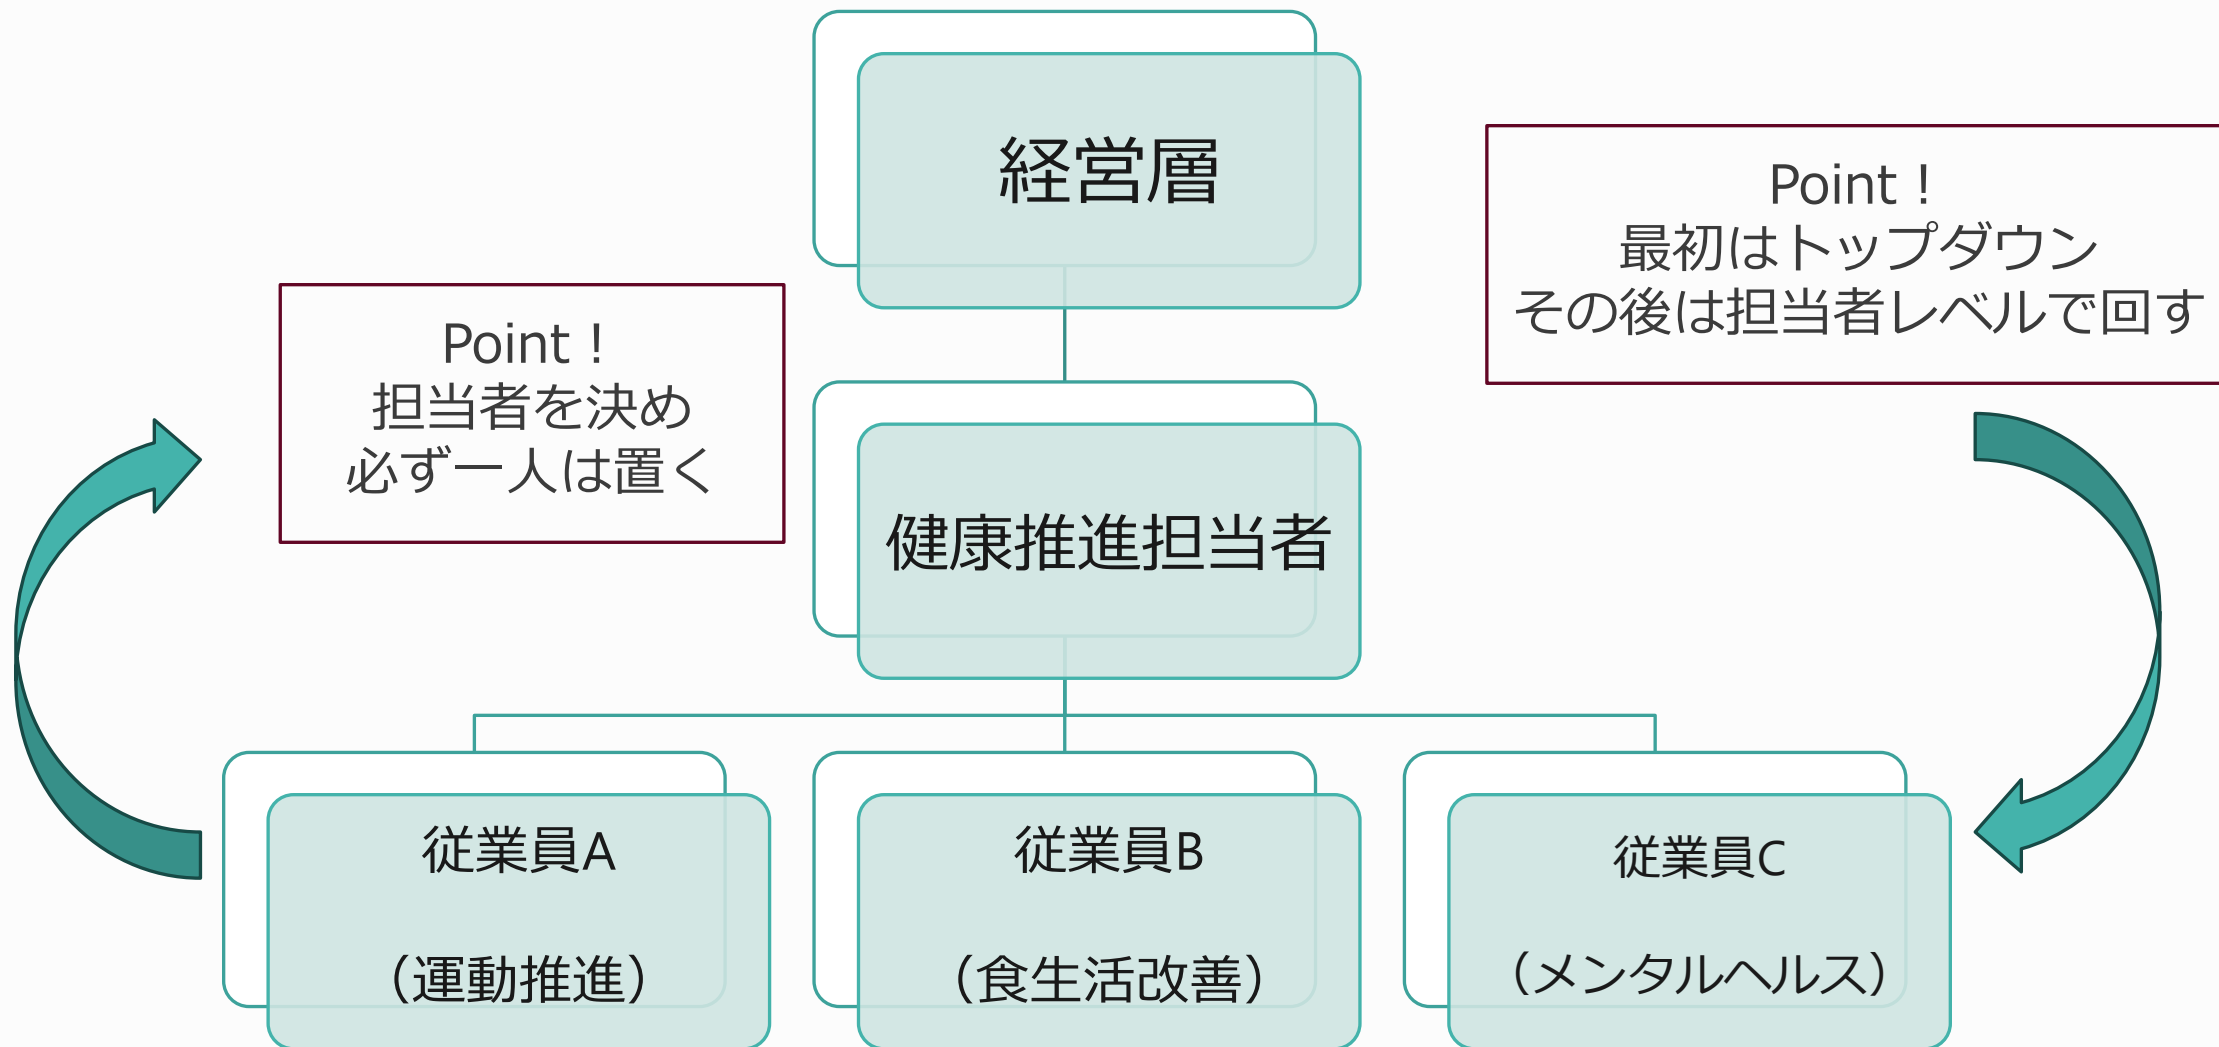 経営層
Point！
最初はトップダウン
その後は担当者レベルで回す
Point！
担当者を決め
必ず一人は置く
健康推進担当者
従業員A
（運動推進）
従業員B
（食生活改善）
従業員C
（メンタルヘルス）